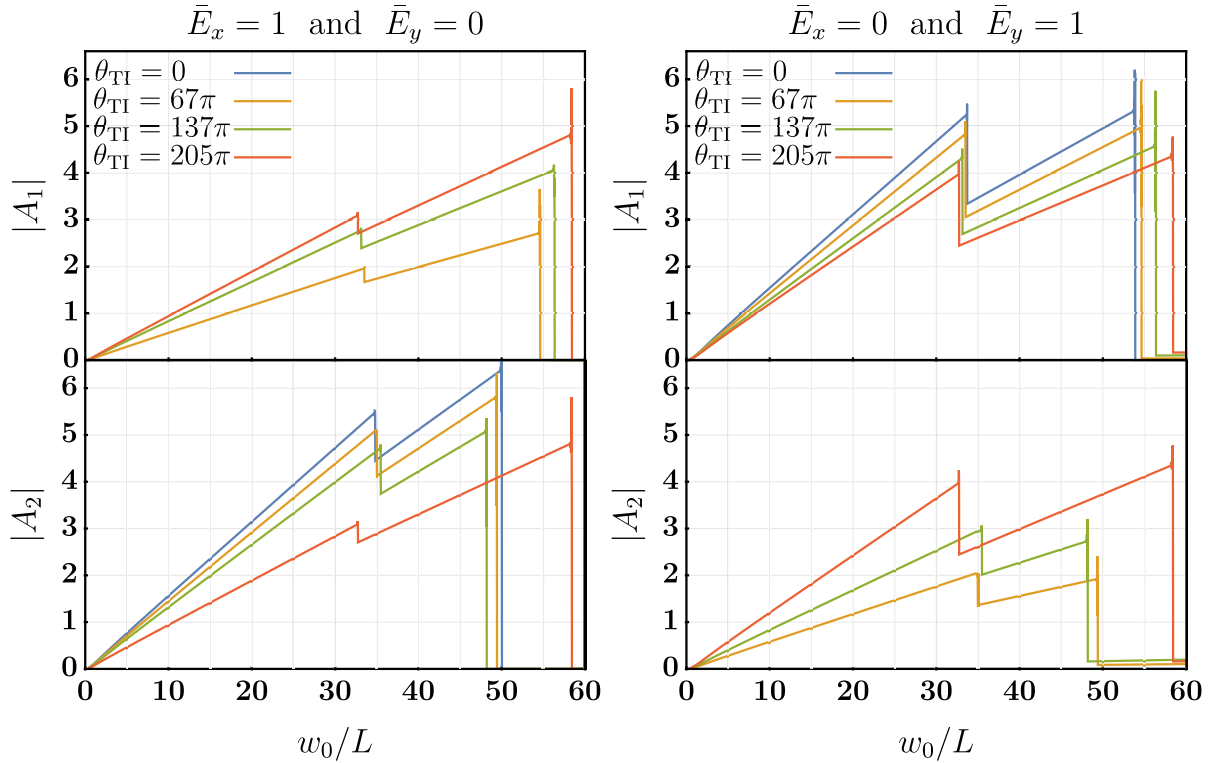 Ē_x = 1 and Ē_y = 0
θ_TI = 0
θ_TI = 67π
θ_TI = 137π
θ_TI = 205π
|A_1|
6
5
4
3
2
1
0
|A_2|
6
5
4
3
2
1
0
0 10 20 30 40 50 60
w_0/L
Ē_x = 0 and Ē_y = 1
θ_TI = 0
θ_TI = 67π
θ_TI = 137π
θ_TI = 205π
|A_1|
6
5
4
3
2
1
0
|A_2|
6
5
4
3
2
1
0
0 10 20 30 40 50 60
w_0/L